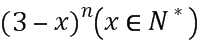 (3 − x)ⁿ(x ∈ N*)